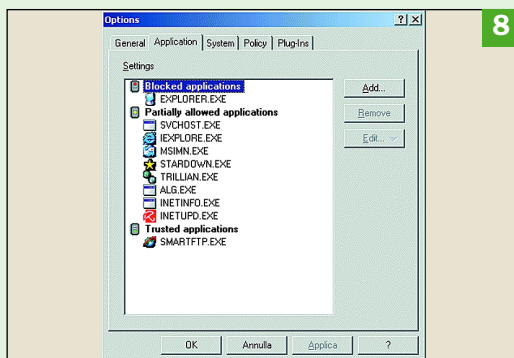 Options
8
General Application System Policy Plug-Ins
Settings
Blocked applications
EXPLORER.EXE
Partially allowed applications
SVCHOST.EXE
IEXPLORE.EXE
MSIMN.EXE
STARDOWN.EXE
TRILLIAN.EXE
ALG.EXE
INETINFO.EXE
INETUPD.EXE
Trusted applications
SMARTFTP.EXE
Add...
Remove
Edit...
OK Annulla Applica ?